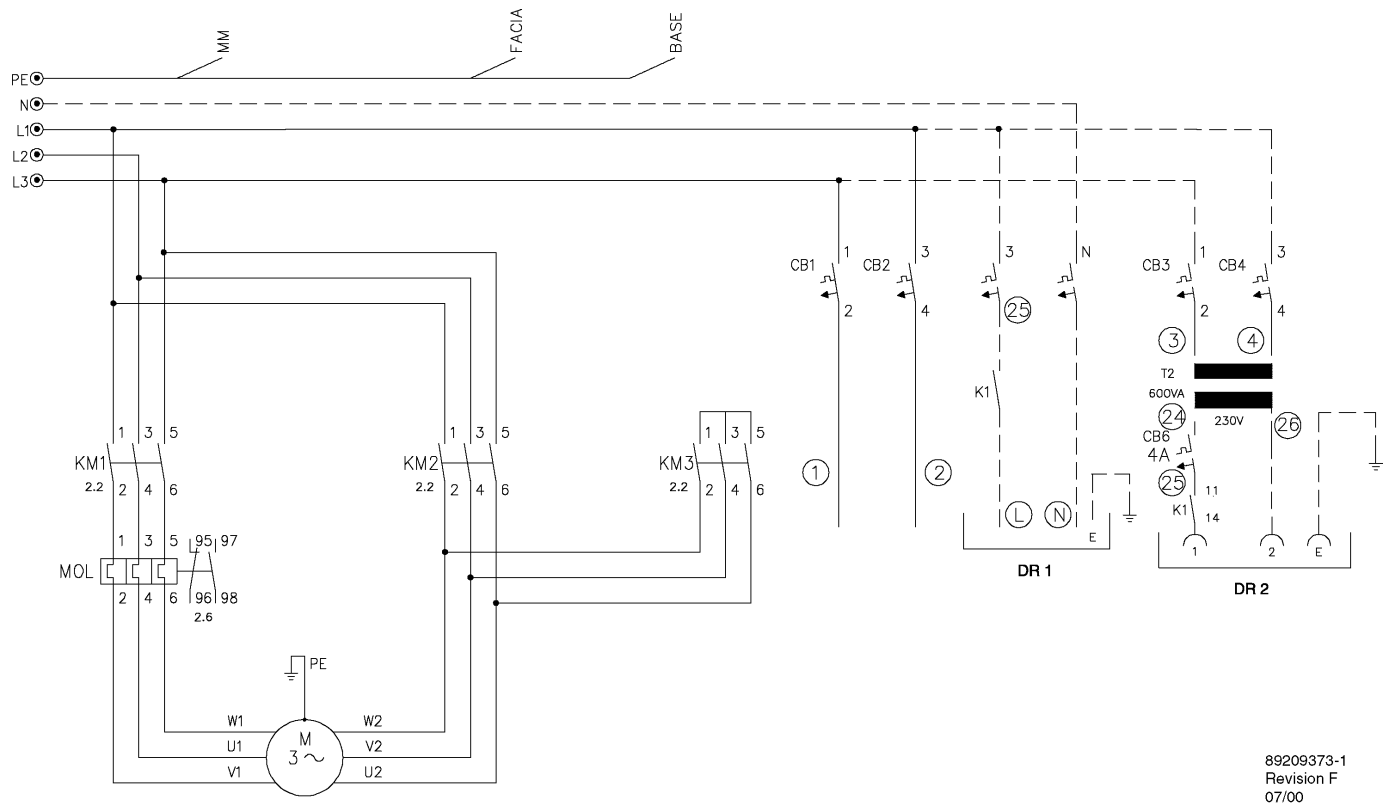 MM
FACIA
BASE
PE
N
L1
L2
L3
1 3 N 1 3
CB1 CB2 CB3 CB4
3
2 4 2 4
25
3 4
T2
K1
600VA
24 230V 26
CB6
4A
1 3 5 1 3 5 1 3 5
KM1 KM2 KM3
2.2 2.2 2.2
2 4 6 2 4 6 2 4 6
1 2
25
11
K1
14
L N
E
1 2 E
DR 1
DR 2
1 3 5 95 97
MOL
2 4 6 96 98
2.6
PE
W1 W2
M
U1 3 V2
V1 U2
89209373-1
Revision F
07/00